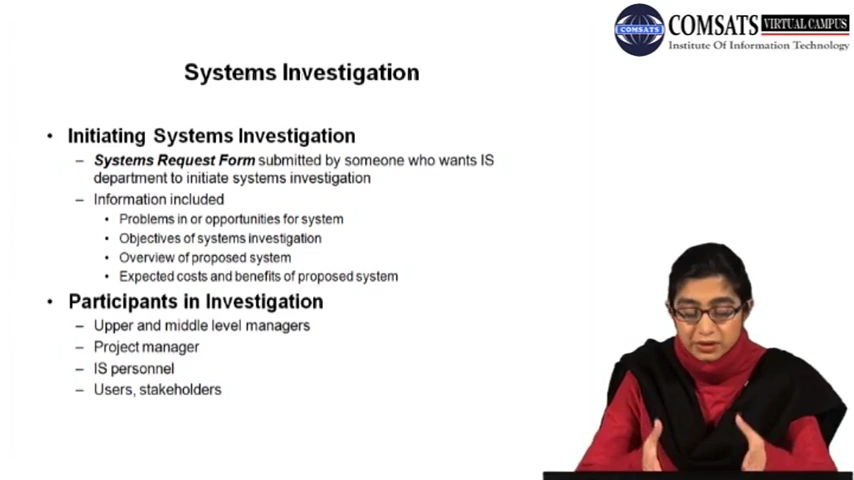 COMSATS VIRTUAL CAMPUS
Institute Of Information Technology
COMSATS
Systems Investigation
• Initiating Systems Investigation
– Systems Request Form submitted by someone who wants IS
department to initiate systems investigation
– Information included
• Problems in or opportunities for system
• Objectives of systems investigation
• Overview of proposed system
• Expected costs and benefits of proposed system
• Participants in Investigation
– Upper and middle level managers
– Project manager
– IS personnel
– Users, stakeholders